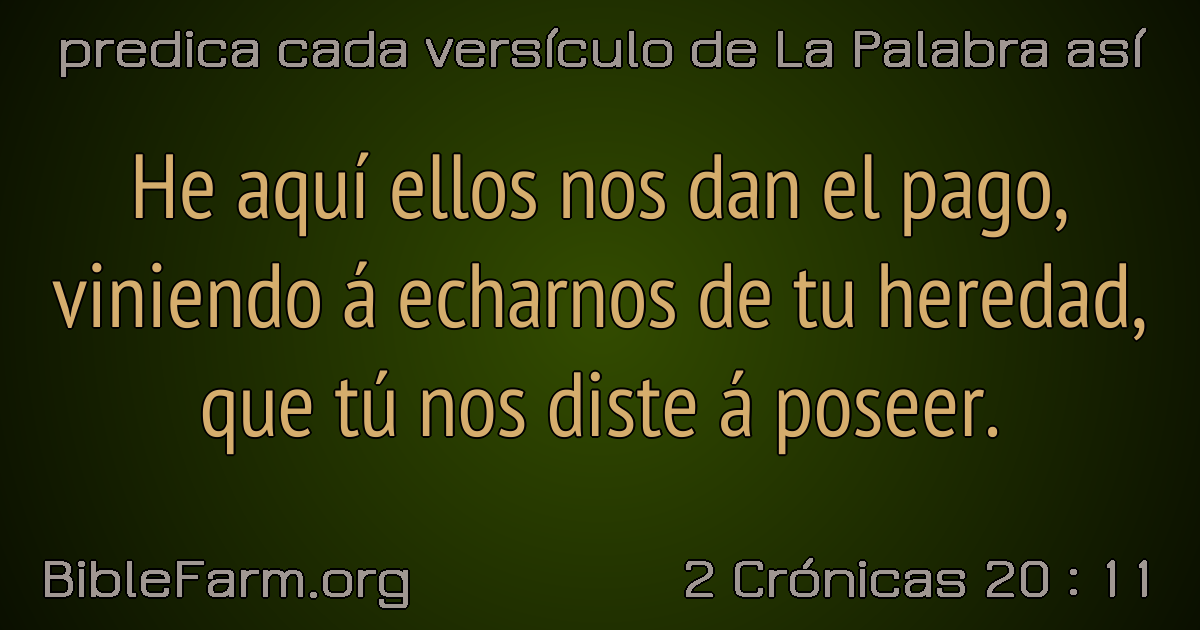 predica cada versículo de La Palabra así
He aquí ellos nos dan el pago,
viniendo á echarnos de tu heredad,
que tú nos diste á poseer.
BibleFarm.org
2 Crónicas 20 : 11